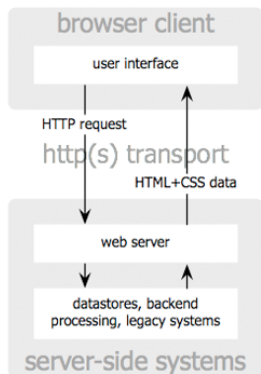 browser client
user interface
HTTP request
http(s) transport
HTML+CSS data
web server
datastores, backend
processing, legacy systems
server-side systems